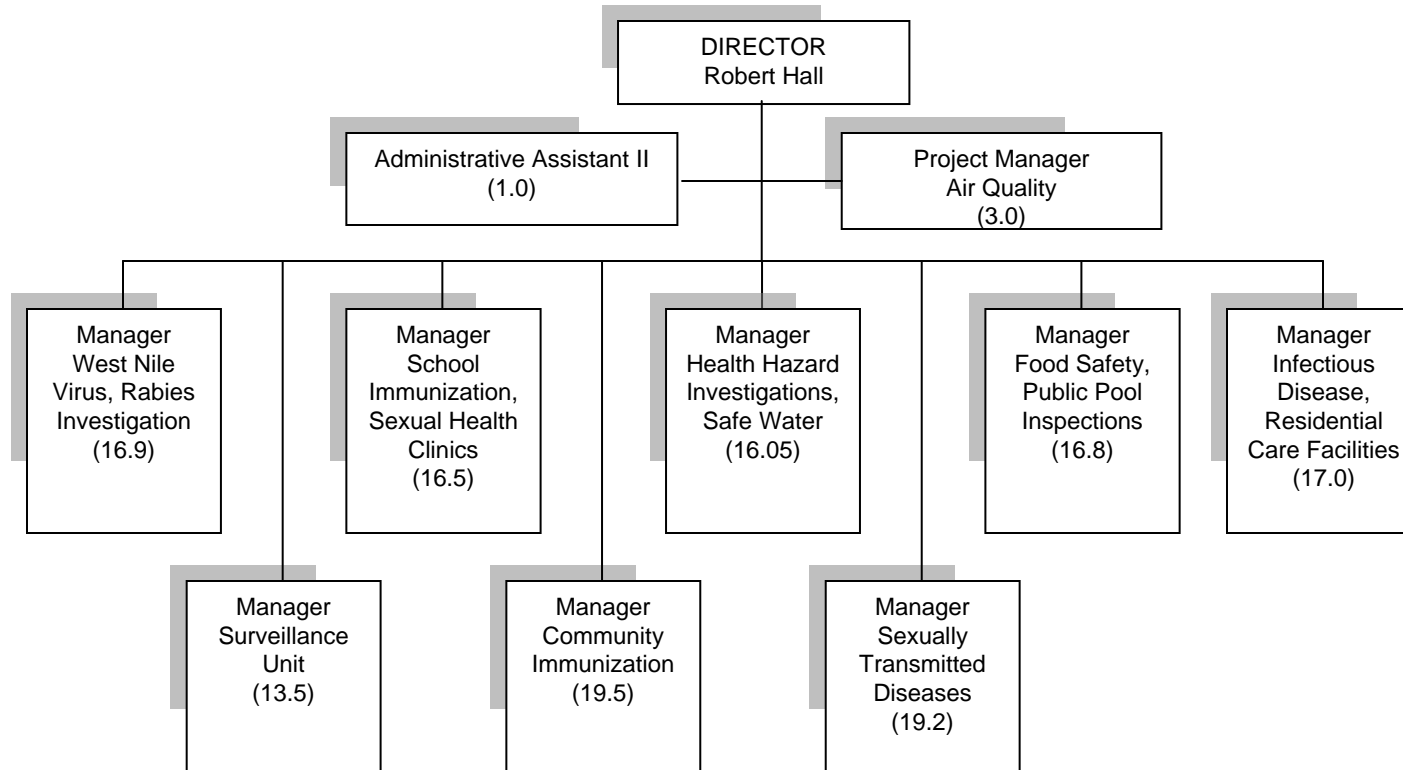 DIRECTOR
Robert Hall
Administrative Assistant II
(1.0)
Project Manager
Air Quality
(3.0)
Manager
West Nile
Virus, Rabies
Investigation
(16.9)
Manager
School
Immunization,
Sexual Health
Clinics
(16.5)
Manager
Health Hazard
Investigations,
Safe Water
(16.05)
Manager
Food Safety,
Public Pool
Inspections
(16.8)
Manager
Infectious
Disease,
Residential
Care Facilities
(17.0)
Manager
Surveillance
Unit
(13.5)
Manager
Community
Immunization
(19.5)
Manager
Sexually
Transmitted
Diseases
(19.2)